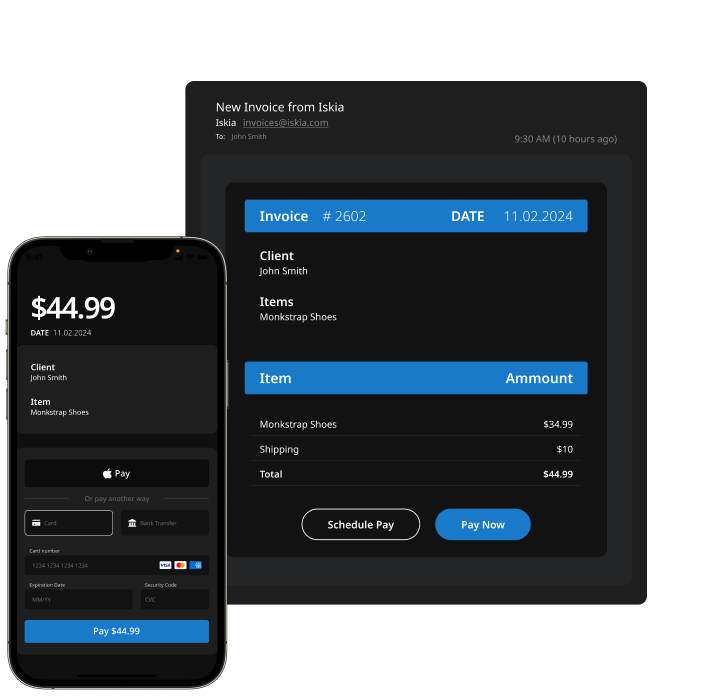 New Invoice from Iskia
Iskia invoices@iskia.com
To: John Smith
9:30 AM (10 hours ago)
Invoice # 2602 DATE 11.02.2024
Client
John Smith
Items
Monkstrap Shoes
Item Ammount
Monkstrap Shoes $34.99
Shipping $10
Total $44.99
Schedule Pay Pay Now
9:41
$44.99
DATE 11.02.2024
Client
John Smith
Item
Monkstrap Shoes
Pay
Or pay another way
Card Bank Transfer
Card number
1234 1234 1234 1234 VISA
Expiration Date Security Code
MM/YY CVC
Pay $44.99